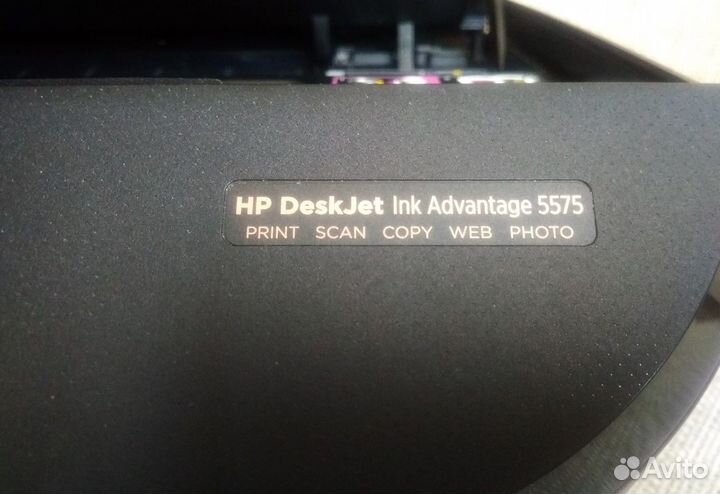 HP DeskJet Ink Advantage 5575
PRINT SCAN COPY WEB PHOTO
Avito